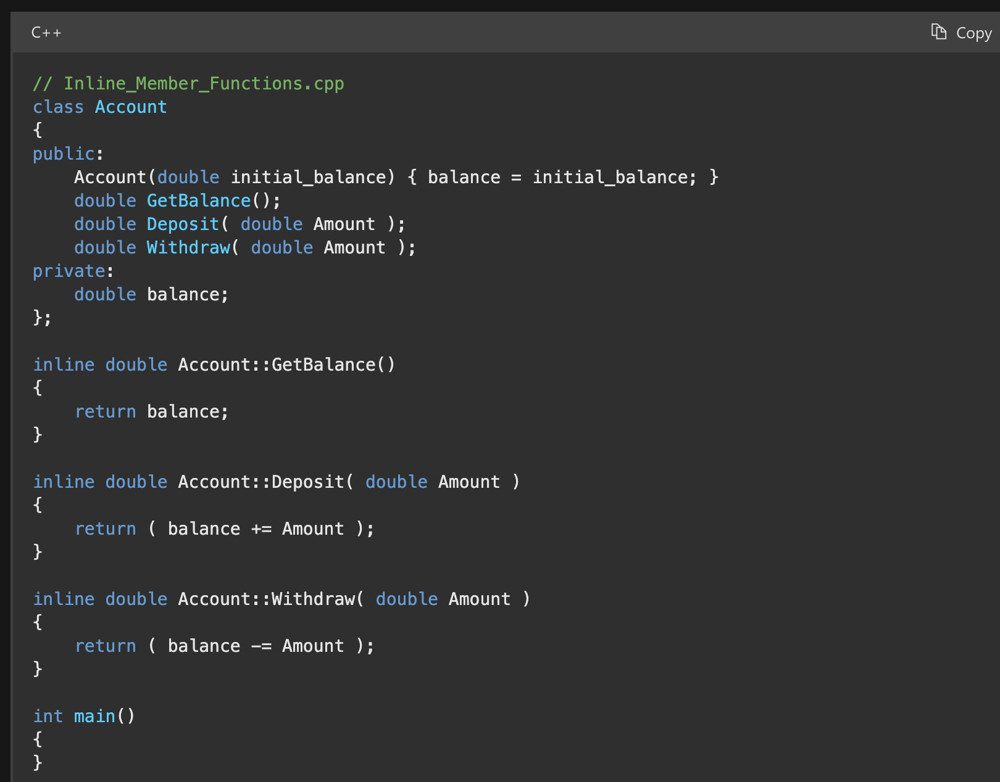 C++
Copy
// Inline_Member_Functions.cpp
class Account
{
public:
    Account(double initial_balance) { balance = initial_balance; }
    double GetBalance();
    double Deposit( double Amount );
    double Withdraw( double Amount );
private:
    double balance;
};

inline double Account::GetBalance()
{
    return balance;
}

inline double Account::Deposit( double Amount )
{
    return ( balance += Amount );
}

inline double Account::Withdraw( double Amount )
{
    return ( balance -= Amount );
}

int main()
{
}